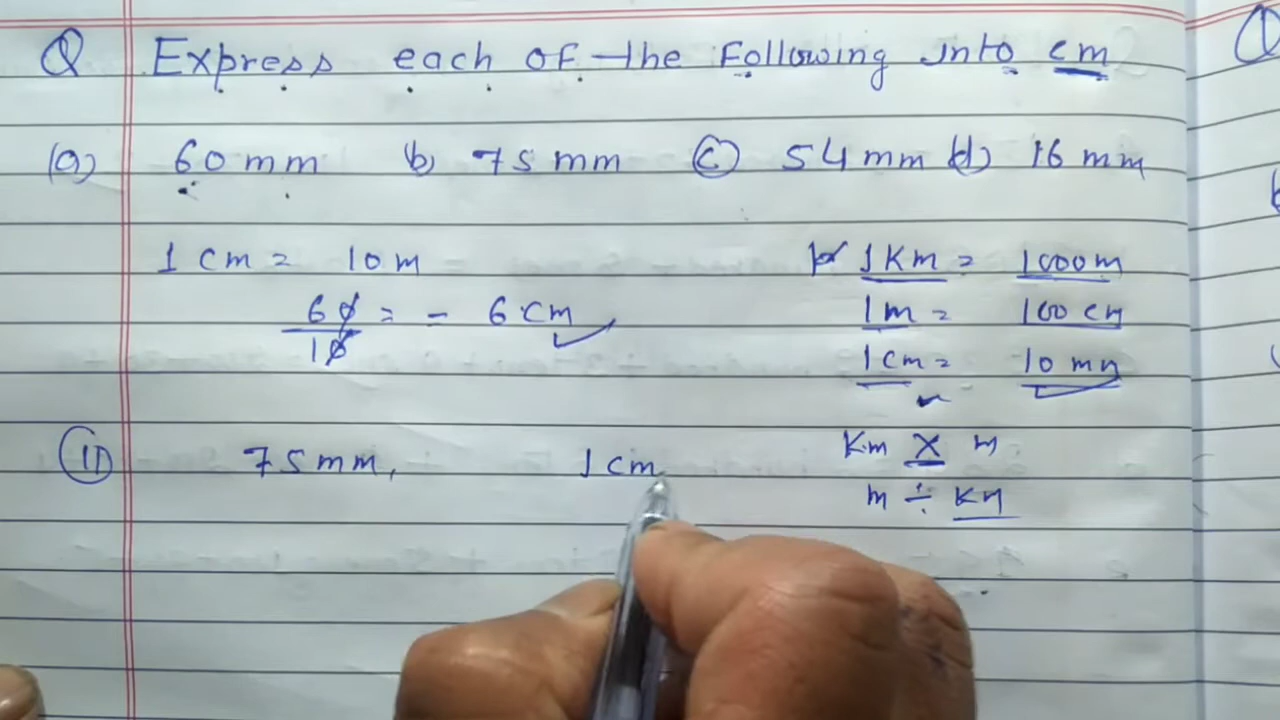 Q Express each of the Following into cm
(a) 60 mm b) 75 mm (c) 54 mm d) 16 mm
1 cm = 10 m
60/10 = - 6 cm
1 Km = 1000 m
1 m = 100 cm
1 cm = 10 mm
Km X m
m ÷ Km
(11) 75 mm, 1 cm